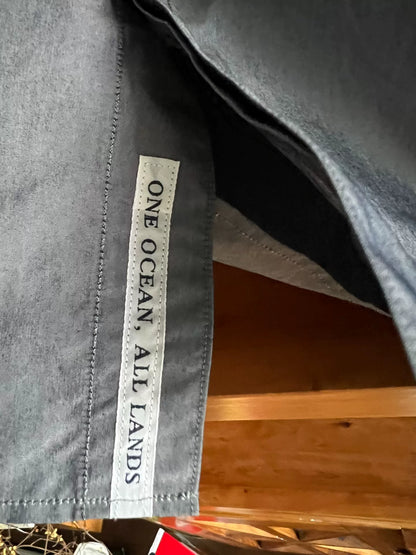 ONE OCEAN, ALL LANDS